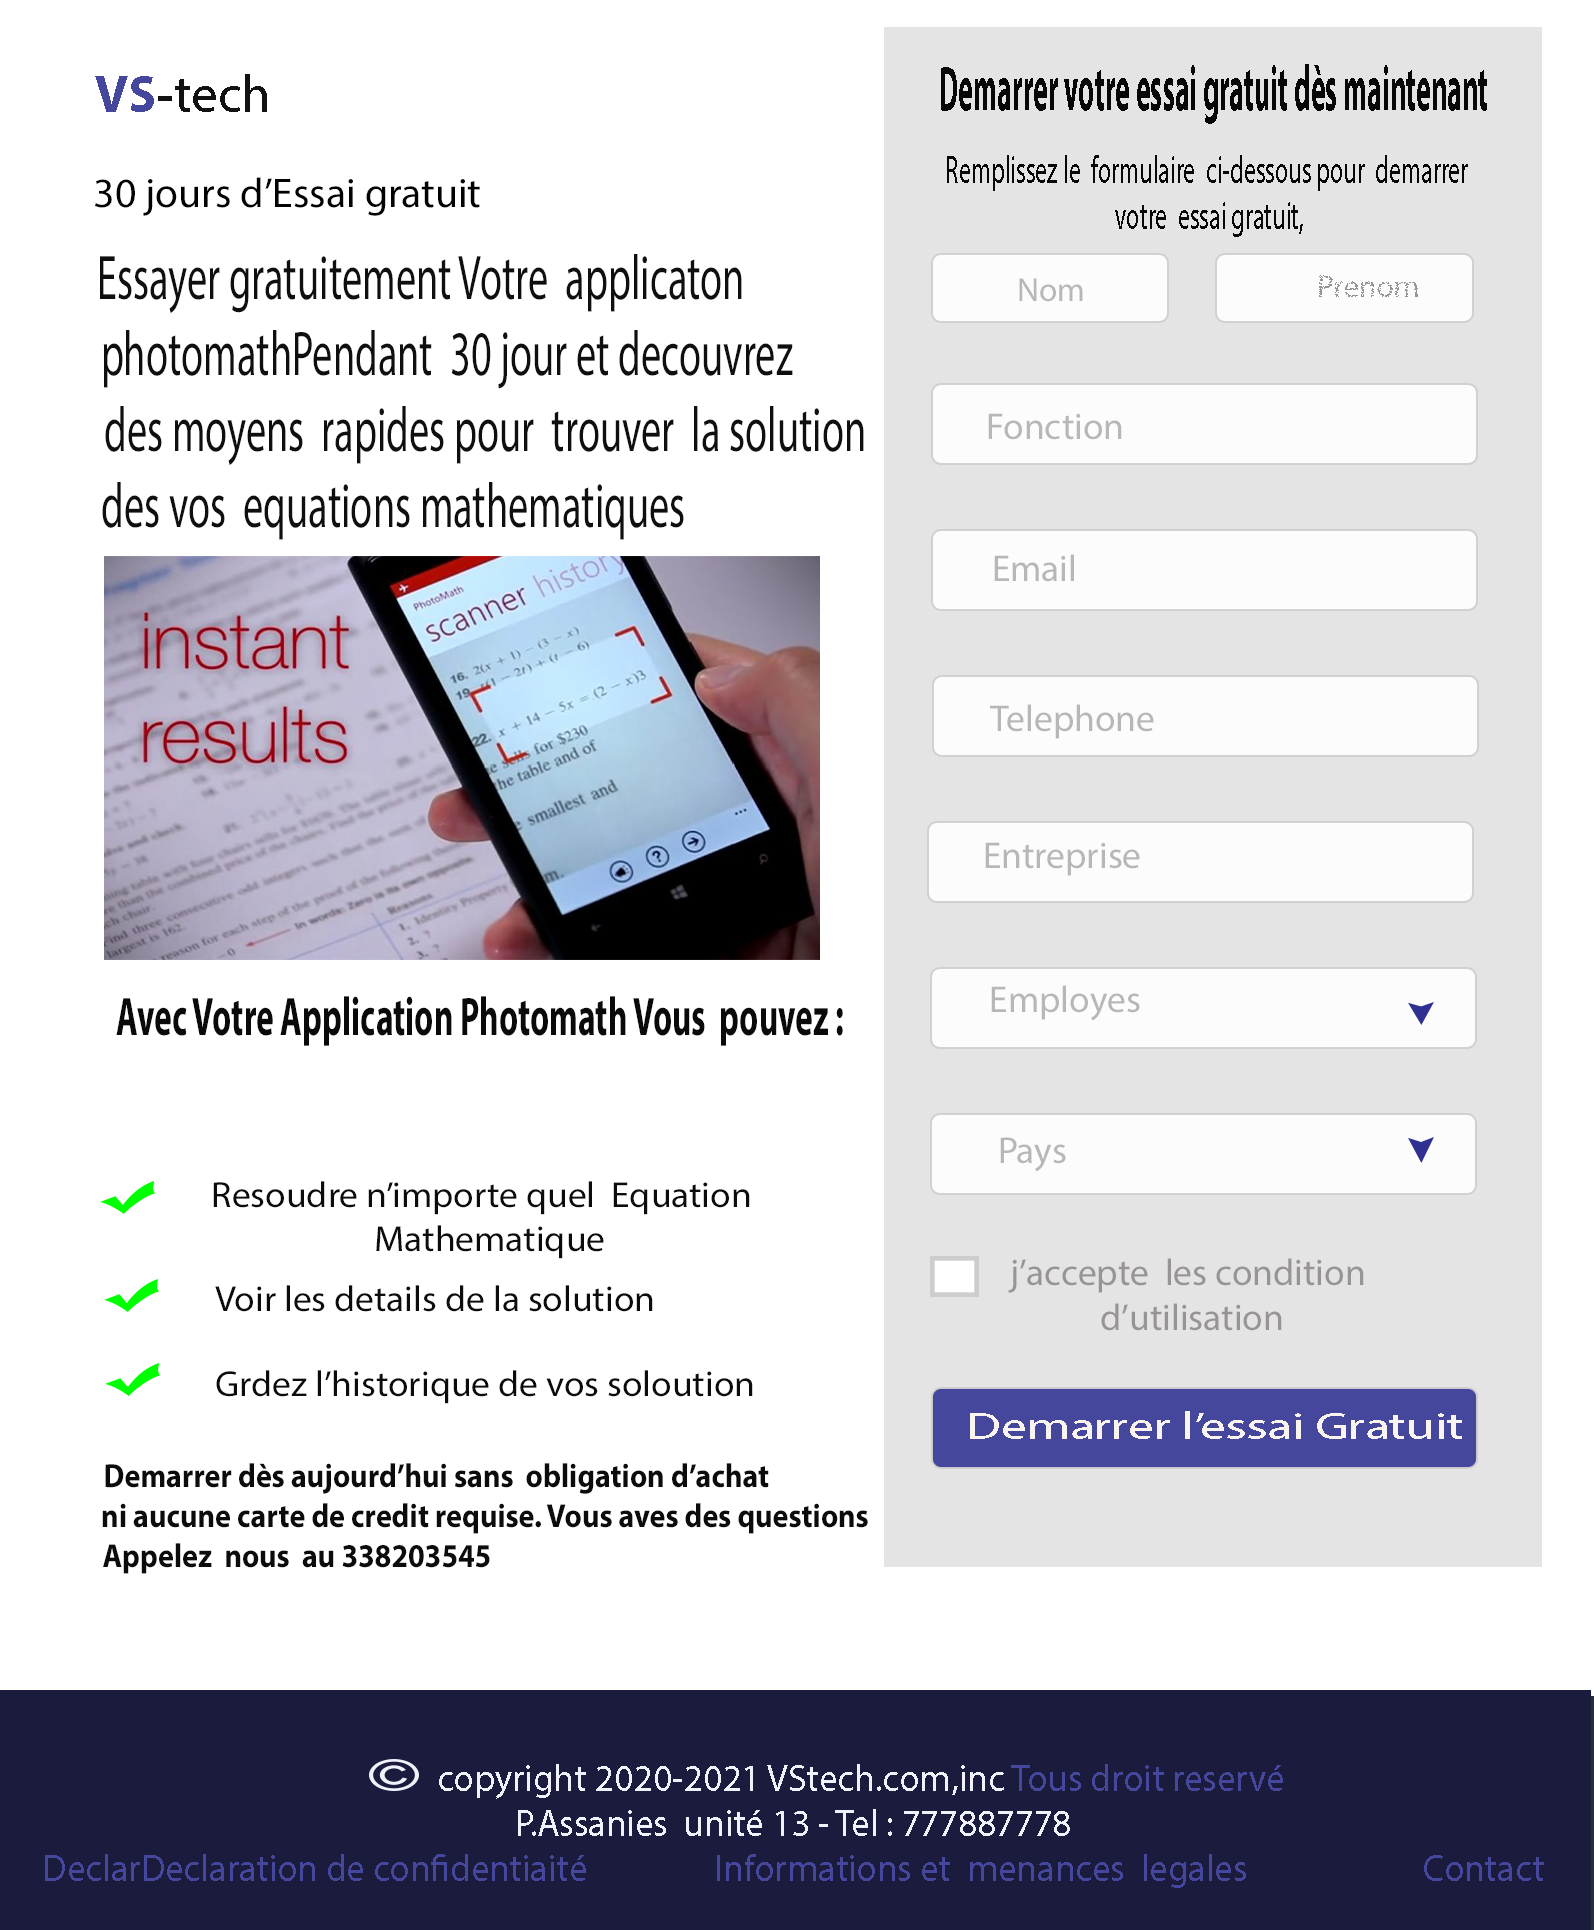 VS-tech
30 jours d’Essai gratuit
Essayer gratuitement Votre applicaton
photomathPendant 30 jour et decouvrez
des moyens rapides pour trouver la solution
des vos equations mathematiques
instant
results
PhotoMath
scanner history
16. 2(x + 1) − (3 − x)
19.
22. x + 14 − 5x = (2 − x)3
for $230
the table and of
smallest and
m.
Avec Votre Application Photomath Vous pouvez :
Resoudre n’importe quel Equation
Mathematique
Voir les details de la solution
Grdez l’historique de vos soloution
Demarrer dès aujourd’hui sans obligation d’achat
ni aucune carte de credit requise. Vous aves des questions
Appelez nous au 338203545
Demarrer votre essai gratuit dès maintenant
Remplissez le formulaire ci-dessous pour demarrer
votre essai gratuit,
Nom
Prenom
Fonction
Email
Telephone
Entreprise
Employes
Pays
j’accepte les condition
d’utilisation
Demarrer l’essai Gratuit
© copyright 2020-2021 VStech.com,inc Tous droit reservé
P.Assanies unité 13 - Tel : 777887778
DeclarDeclaration de confidentiaité Informations et menances legales Contact